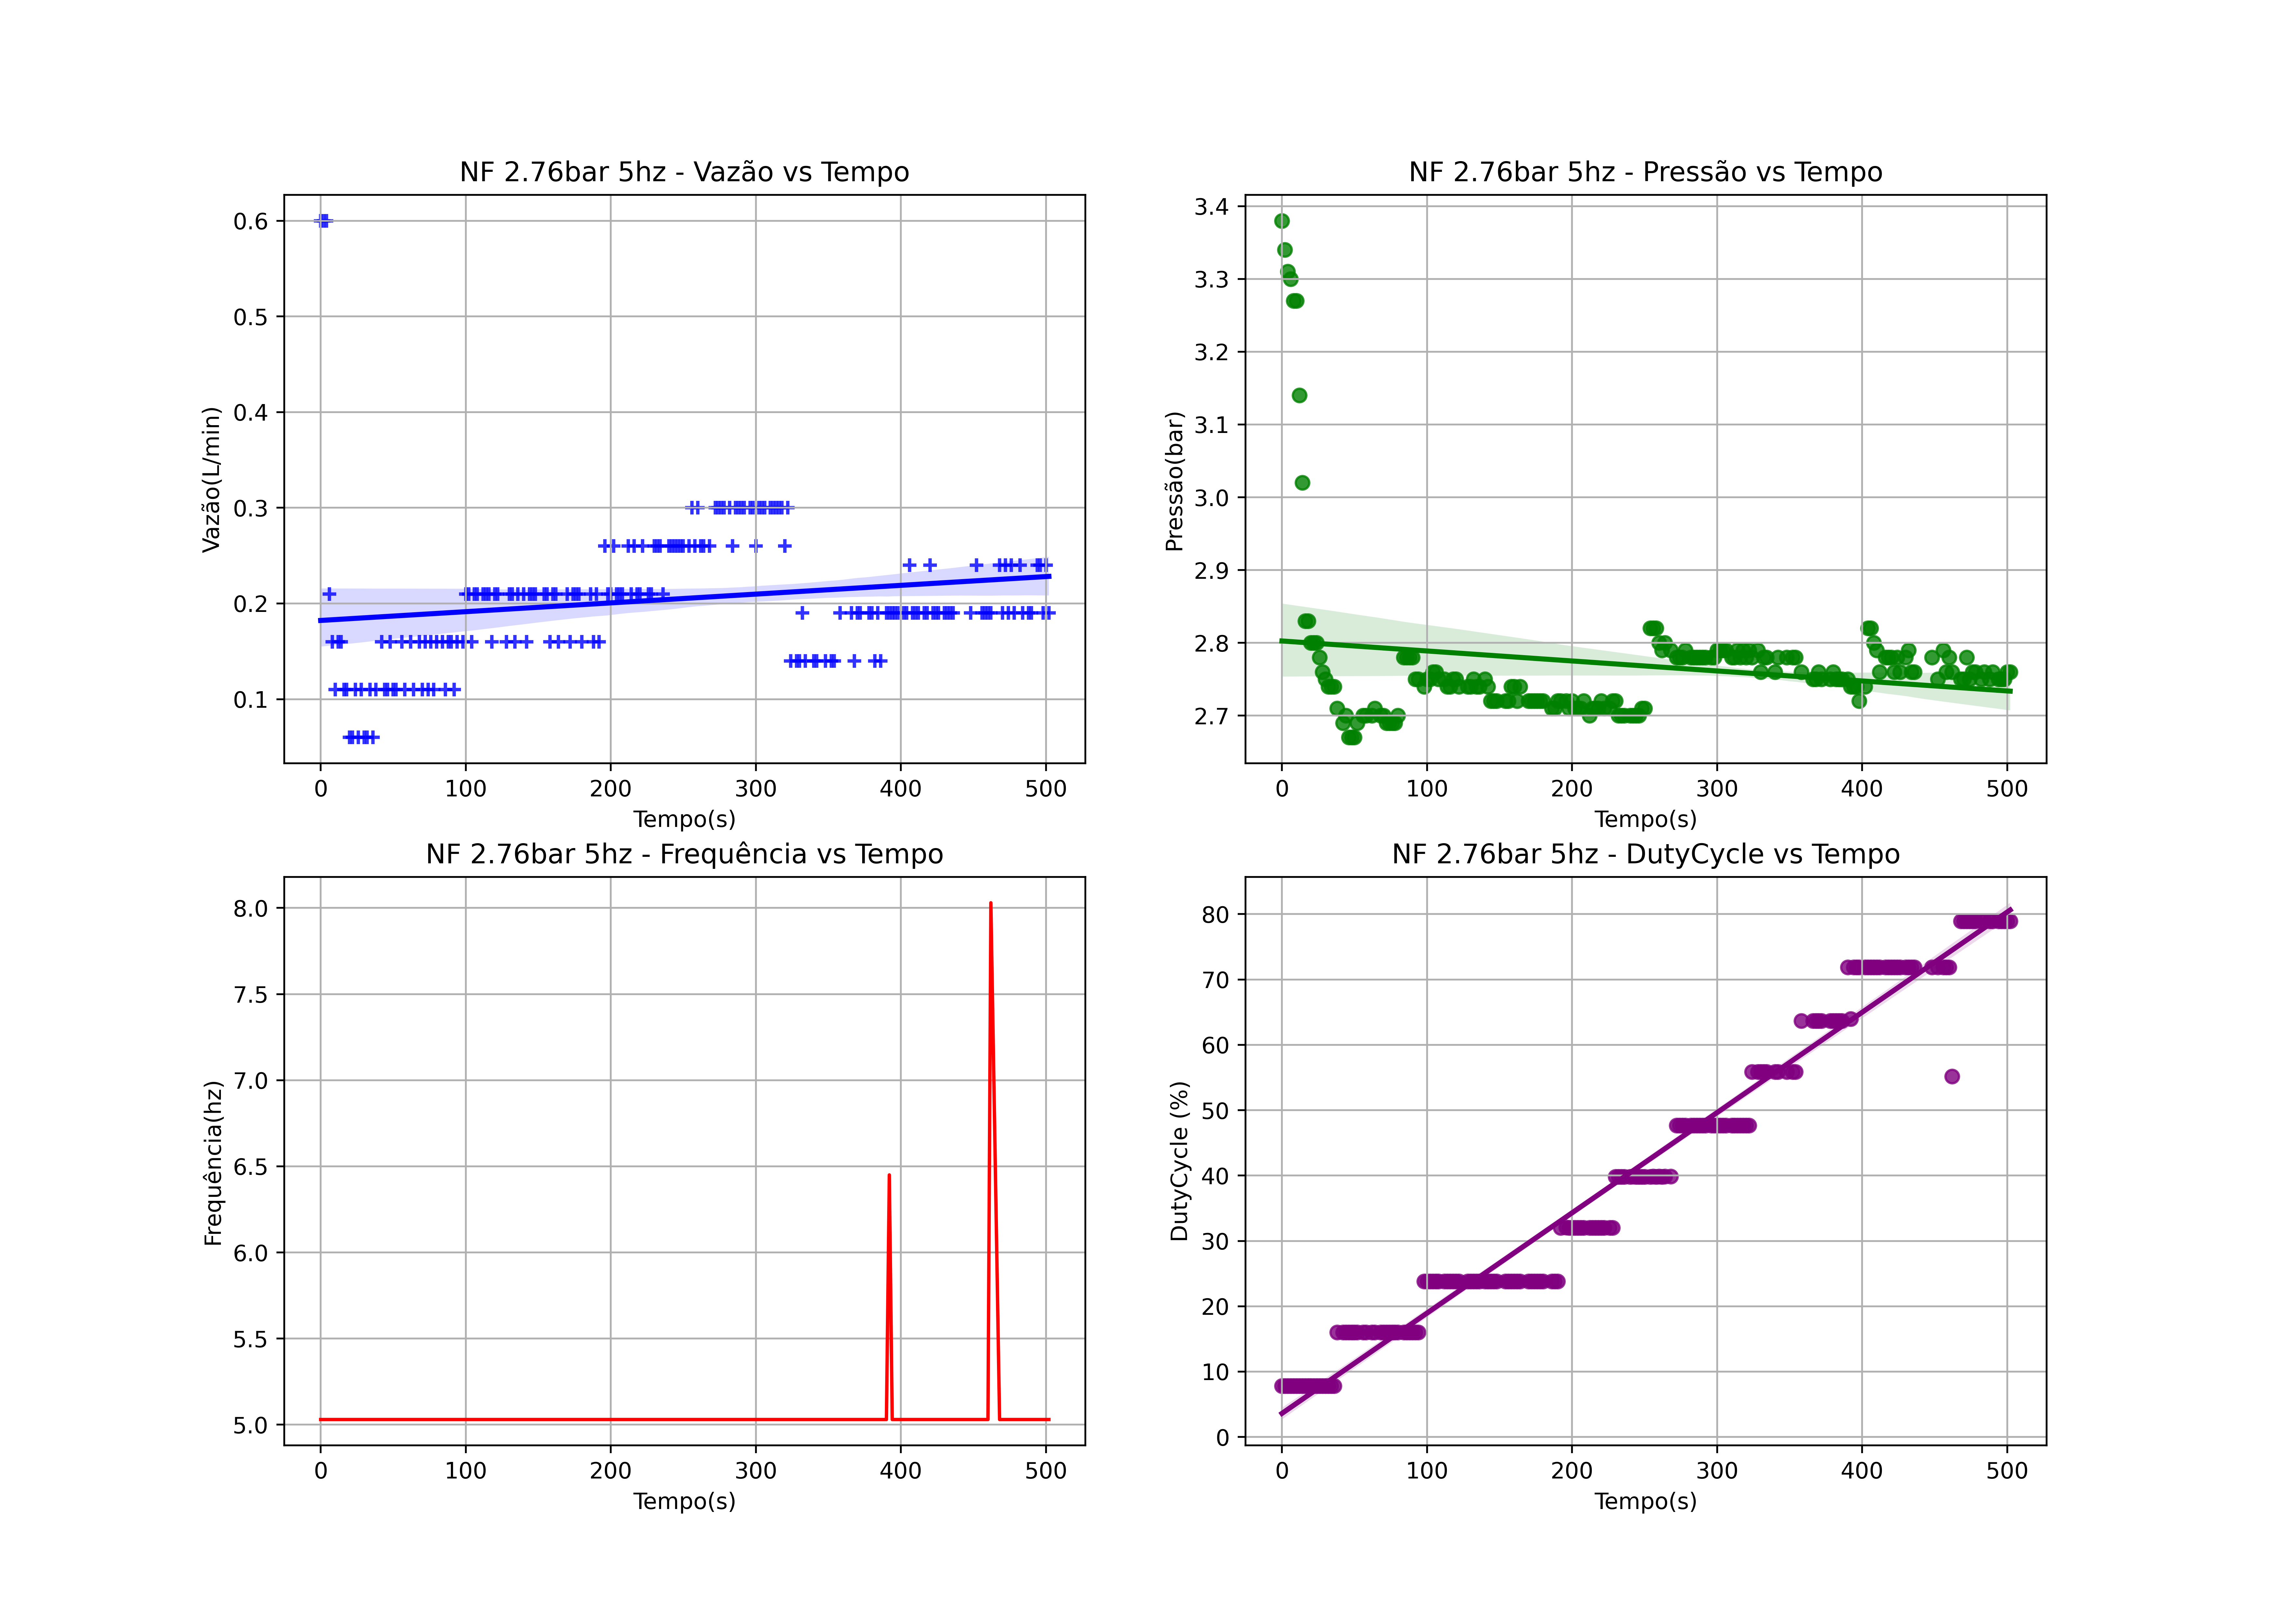 NF 2.76bar 5hz - Vazão vs Tempo
0.6
0.5
0.4
0.3
0.2
0.1
Vazão(L/min)
0 100 200 300 400 500
Tempo(s)
NF 2.76bar 5hz - Pressão vs Tempo
3.4
3.3
3.2
3.1
3.0
2.9
2.8
2.7
Pressão(bar)
0 100 200 300 400 500
Tempo(s)
NF 2.76bar 5hz - Frequência vs Tempo
8.0
7.5
7.0
6.5
6.0
5.5
5.0
Frequência(hz)
0 100 200 300 400 500
Tempo(s)
NF 2.76bar 5hz - DutyCycle vs Tempo
80
70
60
50
40
30
20
10
0
DutyCycle (%)
0 100 200 300 400 500
Tempo(s)